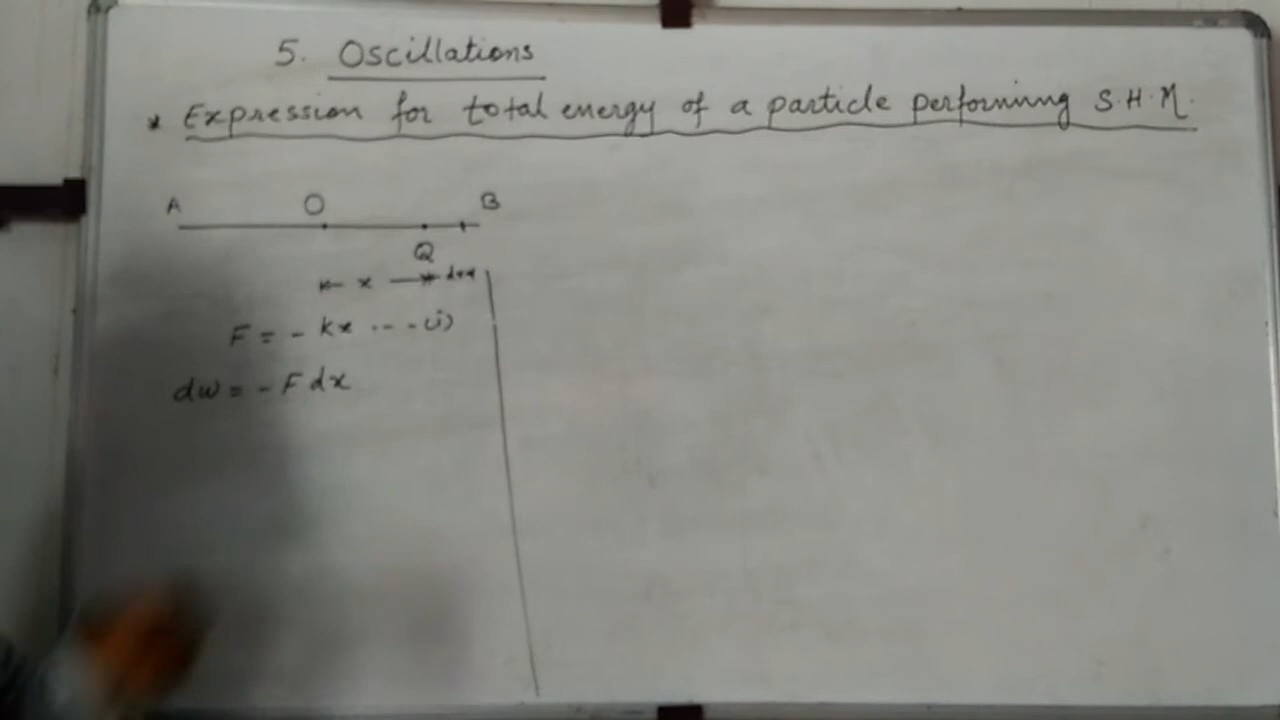 5. Oscillations
* Expression for total energy of a particle performing S.H.M.
A O B
Q
x dx
F = - kx ... (i)
dw = - F dx